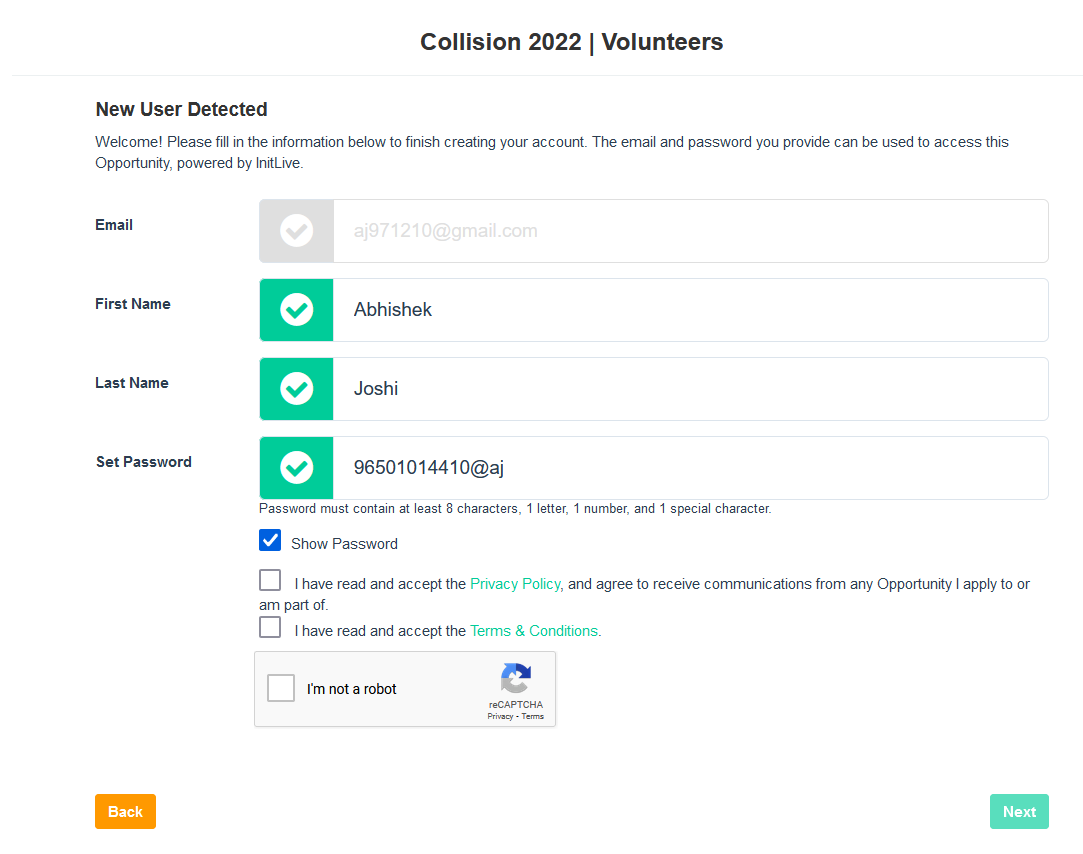 Collision 2022 | Volunteers
New User Detected
Welcome! Please fill in the information below to finish creating your account. The email and password you provide can be used to access this
Opportunity, powered by InitLive.
Email
aj971210@gmail.com
First Name
Abhishek
Last Name
Joshi
Set Password
96501014410@aj
Password must contain at least 8 characters, 1 letter, 1 number, and 1 special character.
Show Password
I have read and accept the Privacy Policy, and agree to receive communications from any Opportunity I apply to or
am part of.
I have read and accept the Terms & Conditions.
I'm not a robot
reCAPTCHA
Privacy - Terms
Back
Next